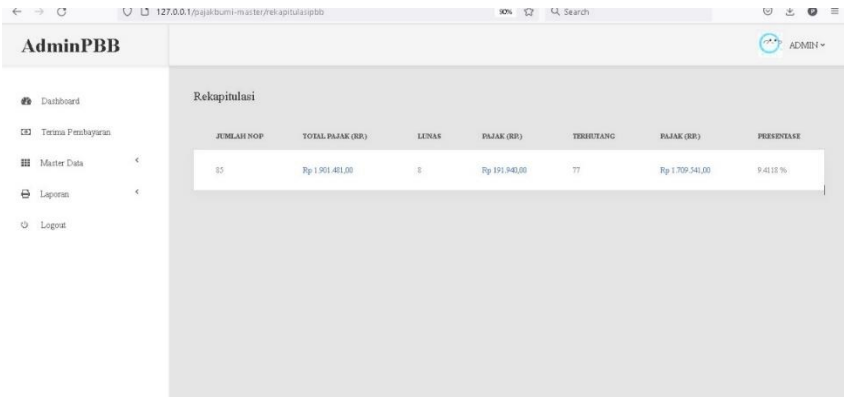 127.0.0.1/pajakbumi-master/rekapitulasipbb 90% Search
AdminPBB
ADMIN
Dashboard
Terima Pembayaran
Master Data
Laporan
Logout
Rekapitulasi
JUMLAH NOP TOTAL PAJAK (RP.) LUNAS PAJAK (RP.) TERHUTANG PAJAK (RP.) PRESENTASE
85 Rp 1.901.481,00 8 Rp 191.940,00 77 Rp 1.709.541,00 9.4118 %